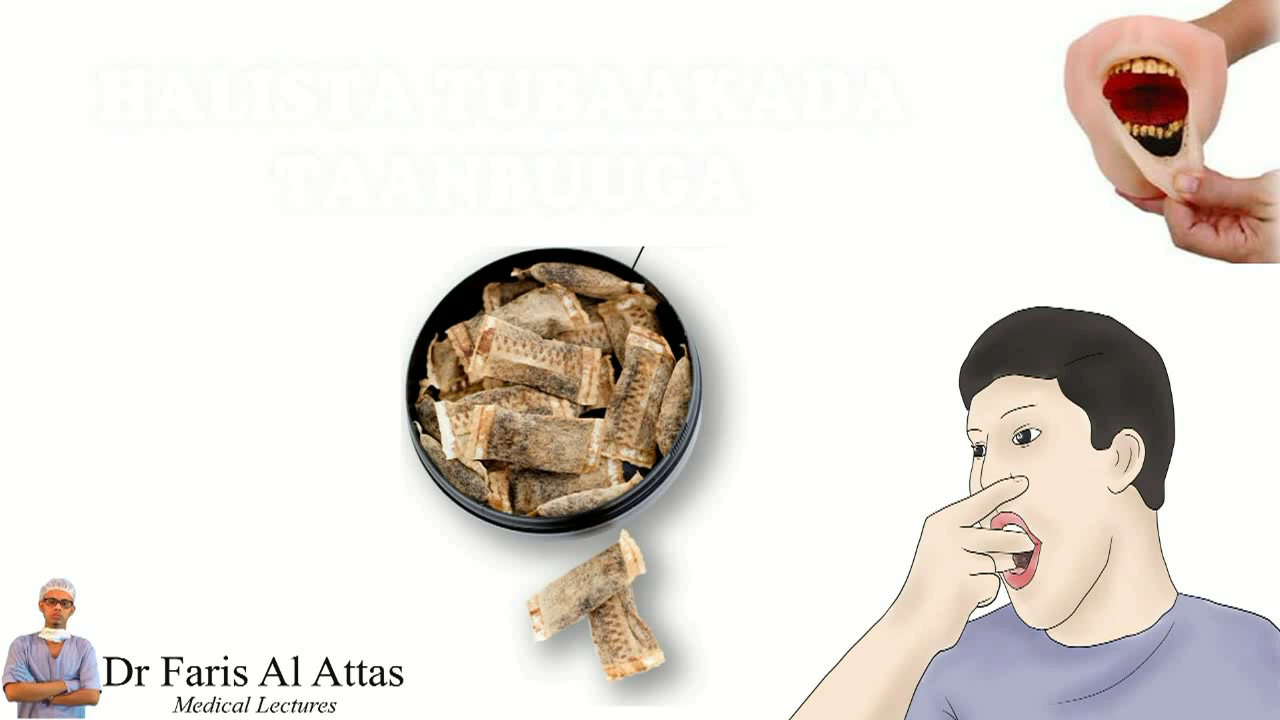 HALISTA TUBAAKADA
TAANBUUGA
Dr Faris Al Attas
Medical Lectures